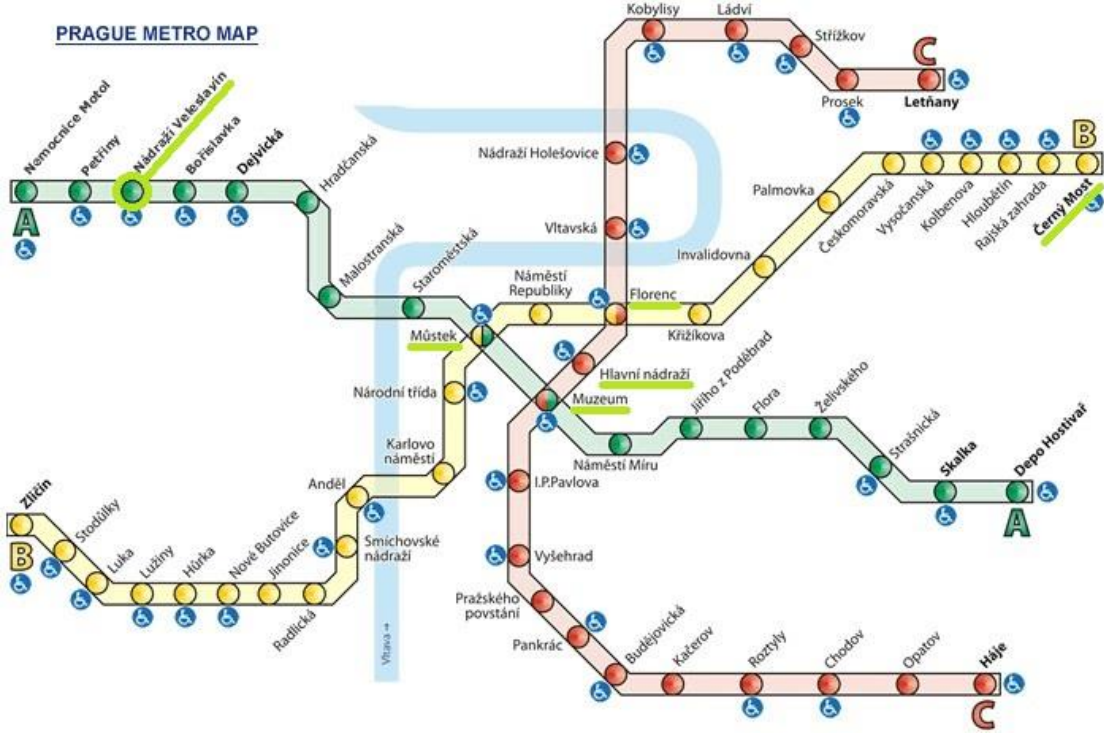 PRAGUE METRO MAP
Nemocnice Motol
Petřiny
Nádraží Veleslavín
Bořislavka
Dejvická
Hradčanská
Malostranská
Staroměstská
A
Kobylisy
Ládví
Střížkov
C
Prosek
Letňany
Nádraží Holešovice
Vltavská
Náměstí
Republiky
Florenc
Můstek
Hlavní nádraží
Muzeum
Křižíkova
Invalidovna
Palmovka
Českomoravská
Vysočanská
Kolbenova
Hloubětín
Rajská zahrada
B
Černý Most
Národní třída
Karlovo
náměstí
Anděl
Smíchovské
nádraží
Zličín
B
Stodůlky
Luka
Lužiny
Hůrka
Nové Butovice
Jinonice
Radlická
Vltava →
Náměstí Míru
Jiřího z Poděbrad
Flora
Želivského
Strašnická
Skalka
Depo Hostivař
A
I.P.Pavlova
Vyšehrad
Pražského
povstání
Pankrác
Budějovická
Kačerov
Roztyly
Chodov
Opatov
Háje
C